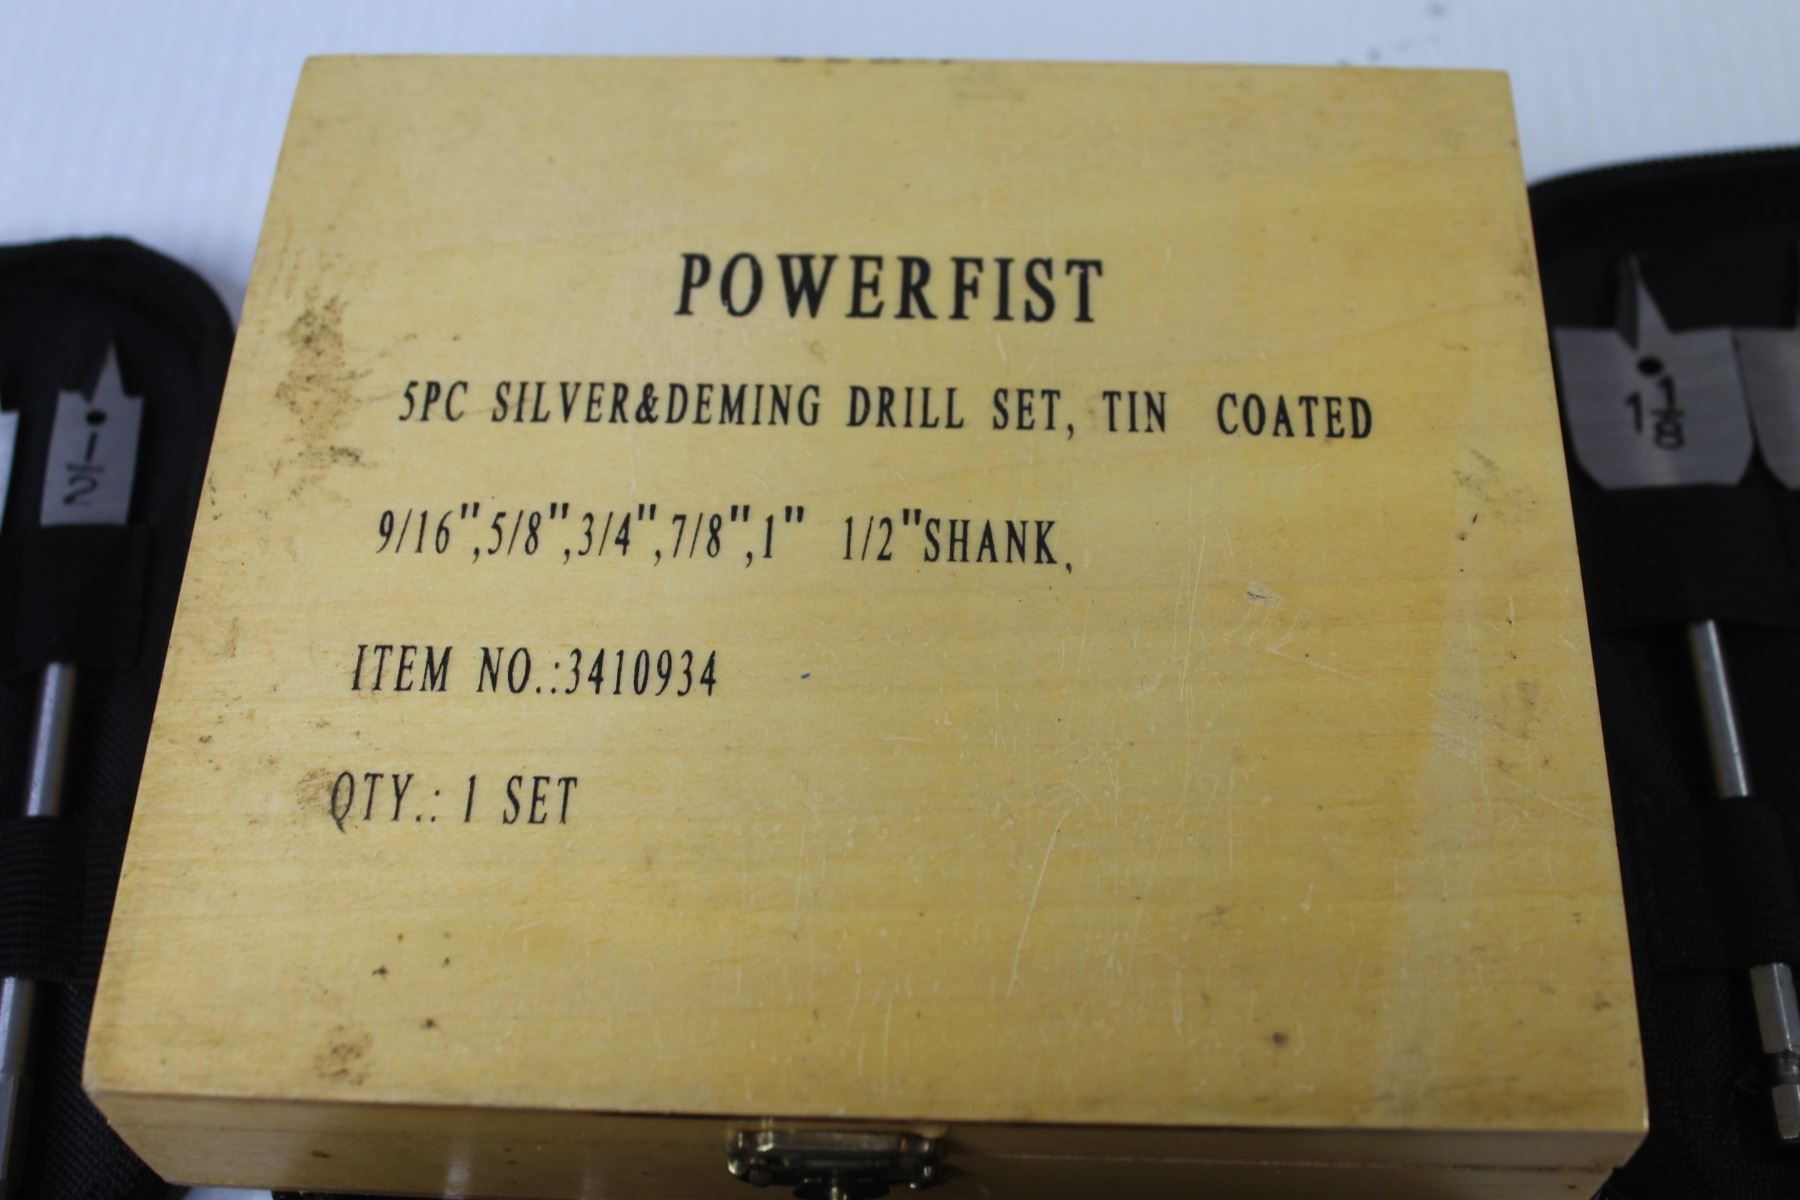 POWERFIST
5PC SILVER&DEMING DRILL SET, TIN COATED
9/16",5/8",3/4",7/8",1" 1/2"SHANK,
ITEM NO.:3410934
QTY.: 1 SET
1/2
1 1/8